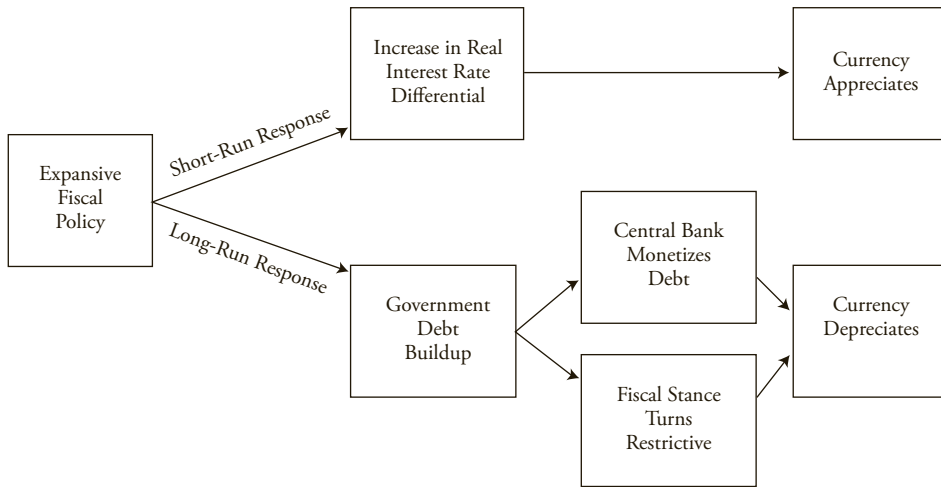 Expansive
Fiscal
Policy
Short-Run Response
Increase in Real
Interest Rate
Differential
Currency
Appreciates
Long-Run Response
Government
Debt
Buildup
Central Bank
Monetizes
Debt
Fiscal Stance
Turns
Restrictive
Currency
Depreciates